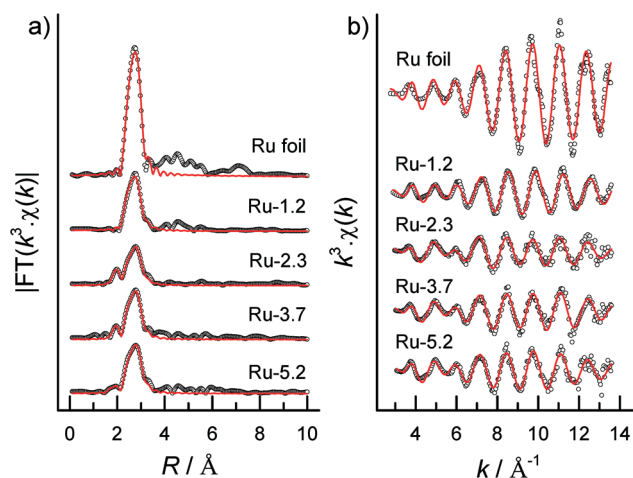 a)
|FT(k³.χ(k)|
Ru foil
Ru-1.2
Ru-2.3
Ru-3.7
Ru-5.2
0 2 4 6 8 10
R / Å
b)
k³.χ(k)
Ru foil
Ru-1.2
Ru-2.3
Ru-3.7
Ru-5.2
4 6 8 10 12 14
k / Å⁻¹